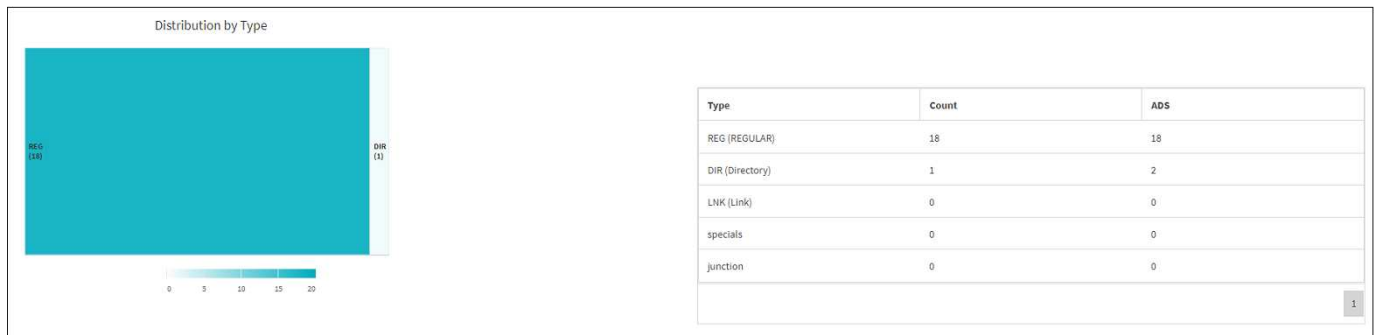 Distribution by Type
REG
(18)
DIR
(1)
0 5 10 15 20
Type Count ADS
REG (REGULAR) 18 18
DIR (Directory) 1 2
LNK (Link) 0 0
specials 0 0
junction 0 0
1